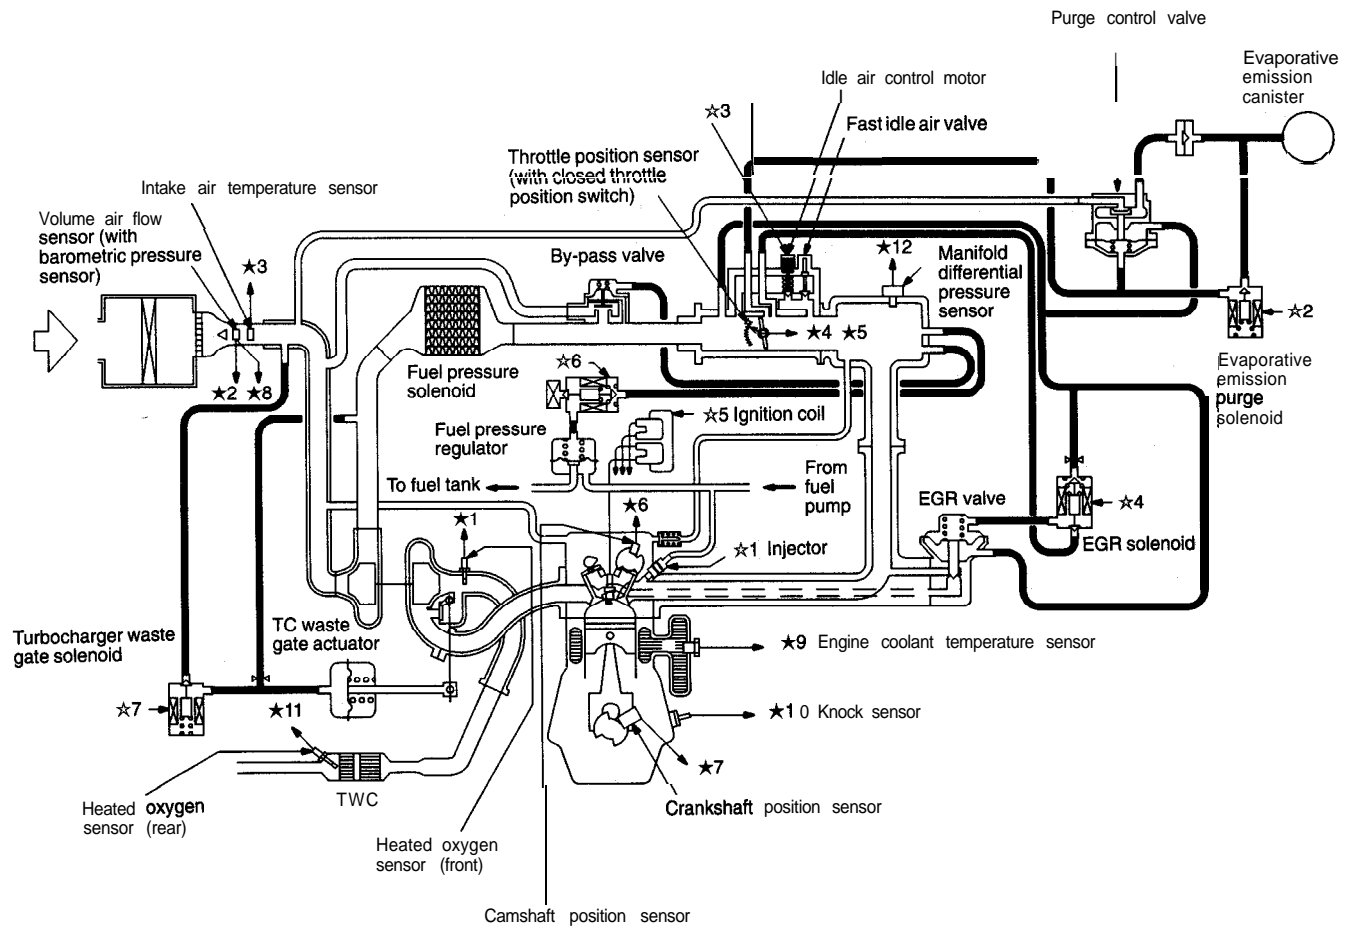 Purge control valve
Evaporative
emission
canister
Idle air control motor
☆3
Fast idle air valve
Throttle position sensor
(with closed throttle
position switch)
Intake air temperature sensor
Volume air flow
sensor (with
barometric pressure
sensor)
★3
By-pass valve
★12
Manifold
differential
pressure
sensor
☆2
★4 ★5
☆6
Evaporative
emission
purge
solenoid
Fuel pressure
solenoid
★2 ★8
☆5 Ignition coil
Fuel pressure
regulator
To fuel tank
From
fuel
pump
EGR valve
☆4
★6
★1
☆1 Injector
EGR solenoid
Turbocharger waste
gate solenoid
TC waste
gate actuator
★9 Engine coolant temperature sensor
☆7
★11
★1 0 Knock sensor
★7
TWC
Crankshaft position sensor
Heated oxygen
sensor (rear)
Heated oxygen
sensor (front)
Camshaft position sensor